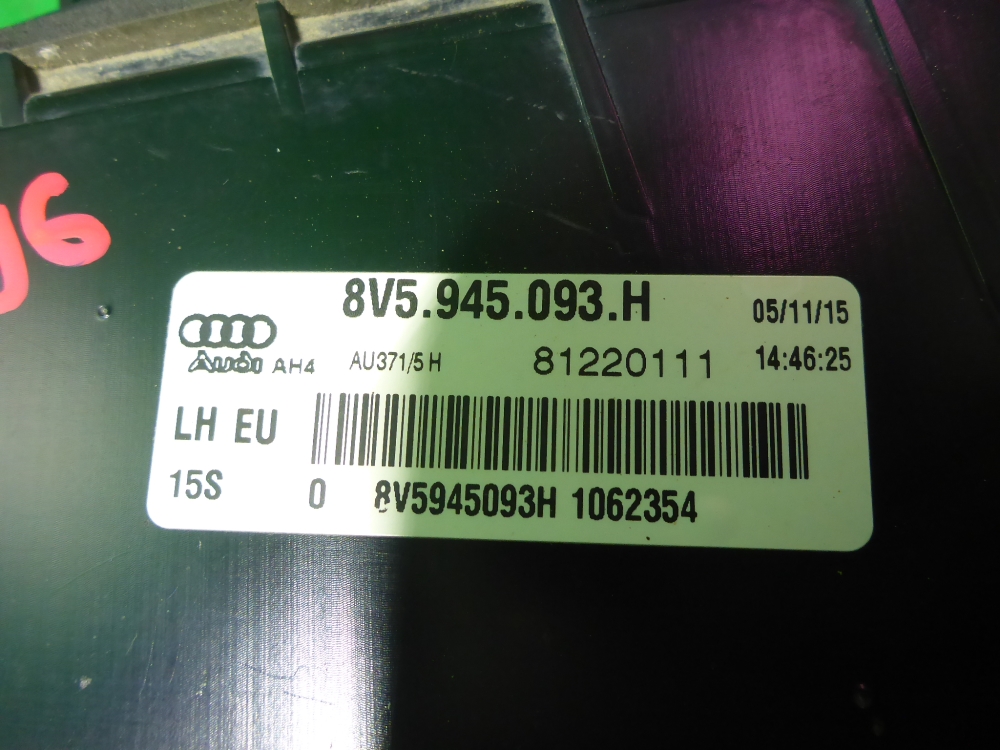 8V5.945.093.H 05/11/15
Audi AH4 AU371/5 H 81220111 14:46:25
LH EU
15S 0 8V5945093H 1062354